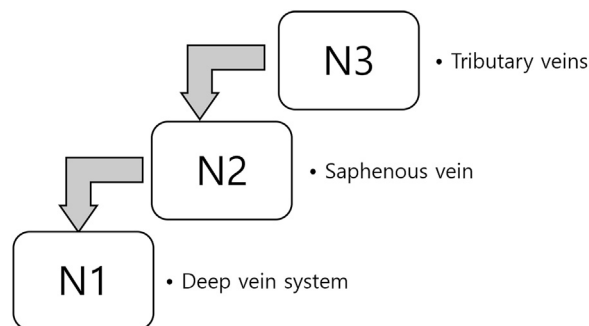 N3
• Tributary veins
N2
• Saphenous vein
N1
• Deep vein system